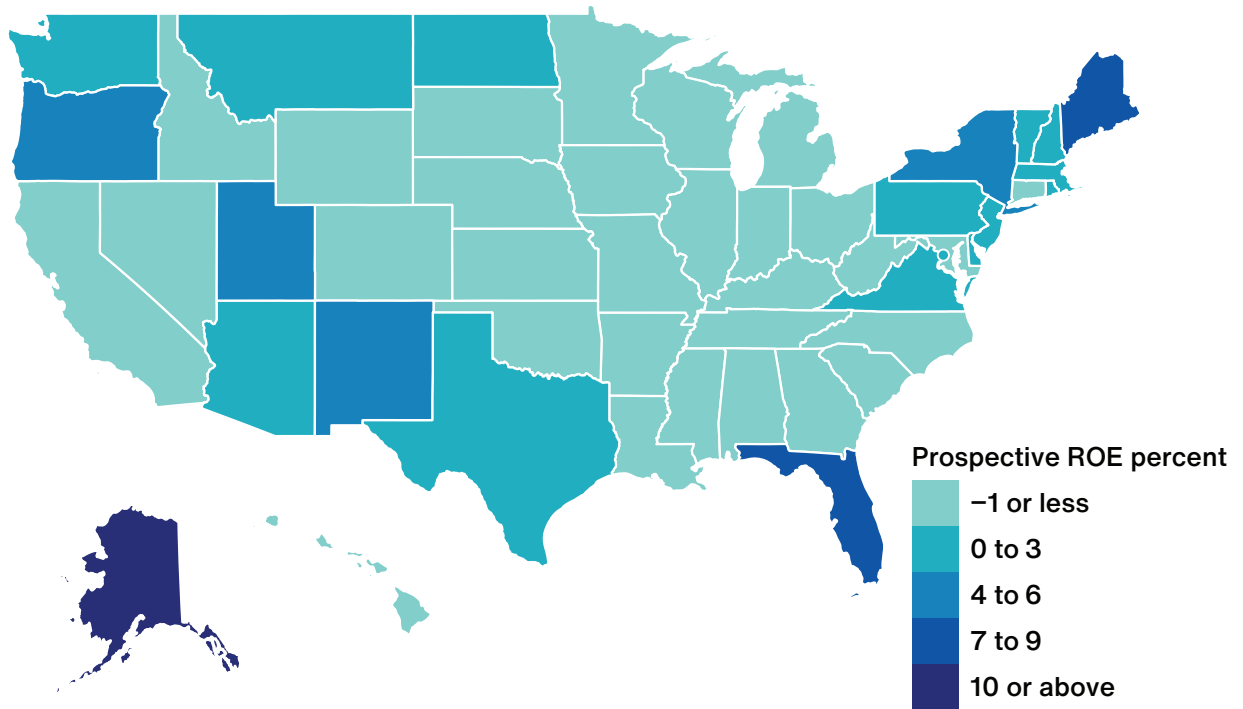 Prospective ROE percent
–1 or less
0 to 3
4 to 6
7 to 9
10 or above